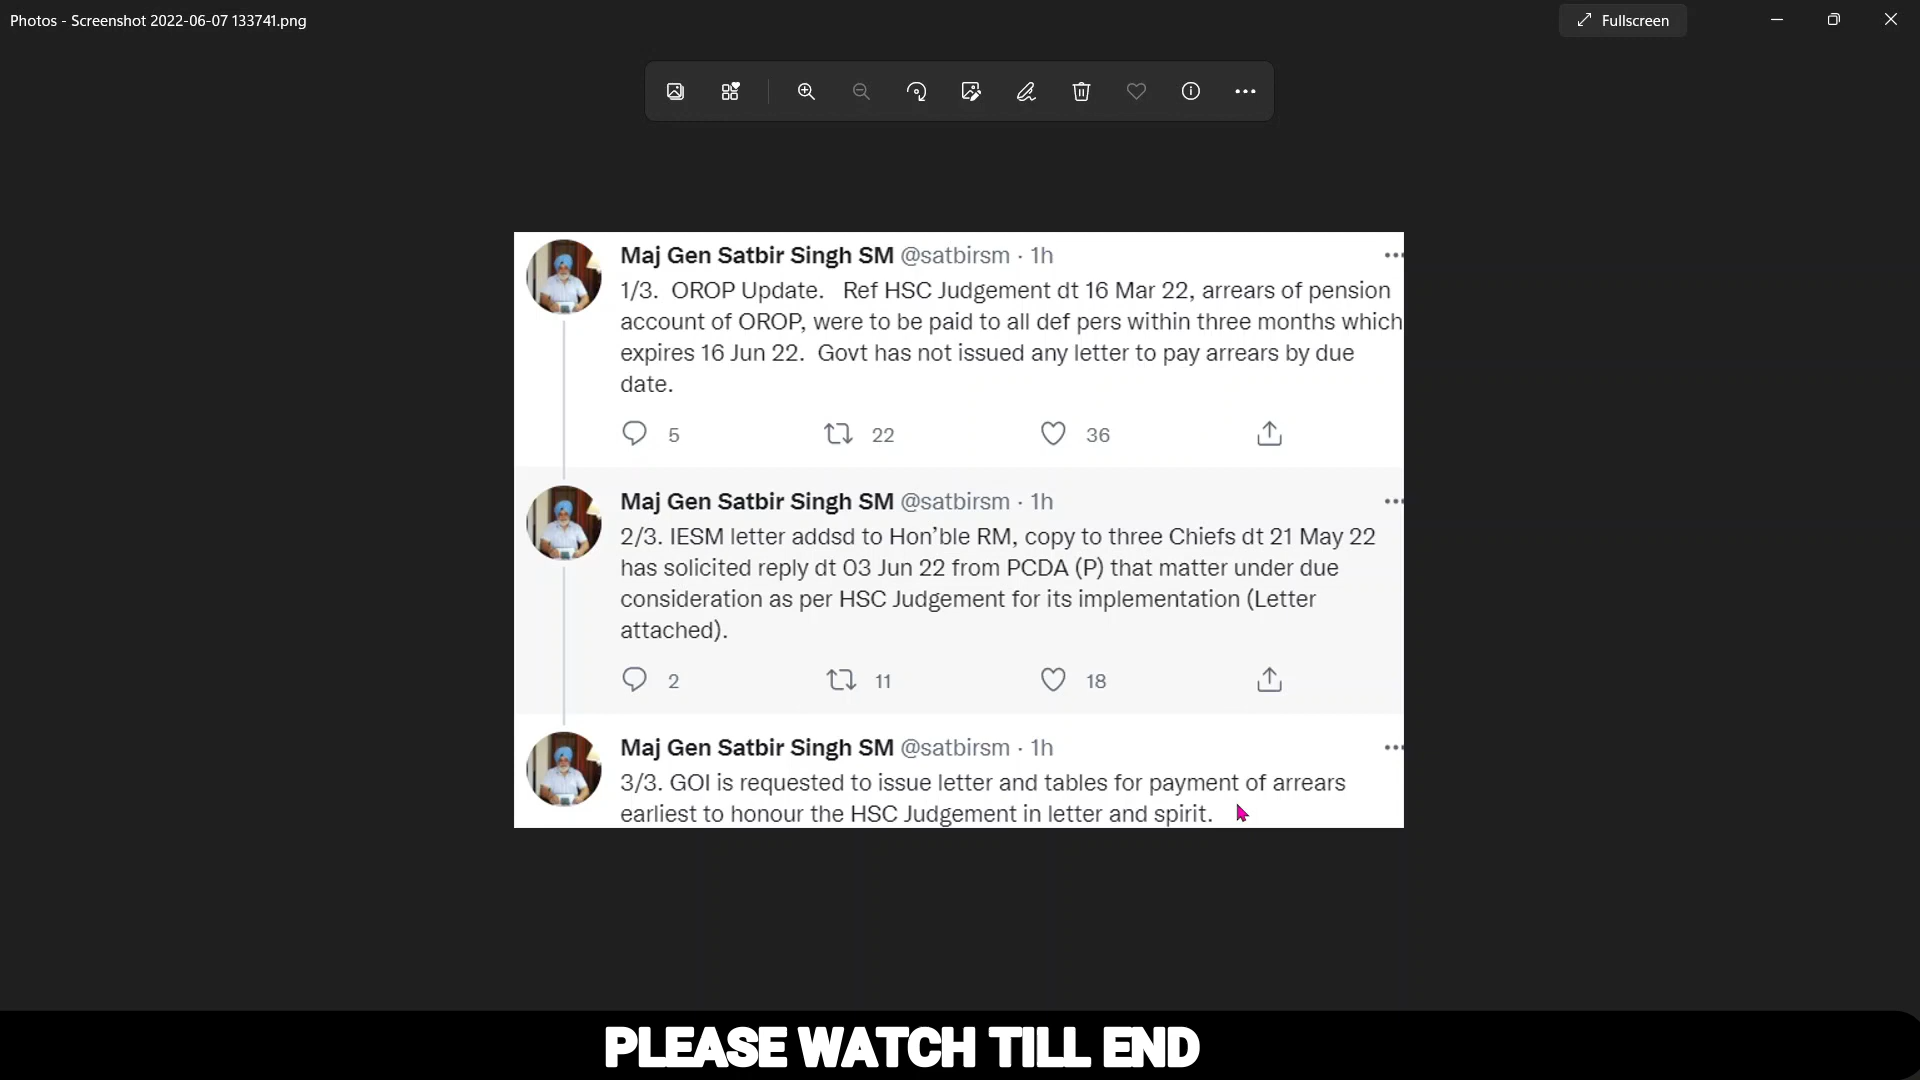 Photos - Screenshot 2022-06-07 133741.png
Fullscreen
Maj Gen Satbir Singh SM @satbirsm · 1h
1/3. OROP Update. Ref HSC Judgement dt 16 Mar 22, arrears of pension
account of OROP, were to be paid to all def pers within three months which
expires 16 Jun 22. Govt has not issued any letter to pay arrears by due
date.
5 22 36
Maj Gen Satbir Singh SM @satbirsm · 1h
2/3. IESM letter addsd to Hon’ble RM, copy to three Chiefs dt 21 May 22
has solicited reply dt 03 Jun 22 from PCDA (P) that matter under due
consideration as per HSC Judgement for its implementation (Letter
attached).
2 11 18
Maj Gen Satbir Singh SM @satbirsm · 1h
3/3. GOI is requested to issue letter and tables for payment of arrears
earliest to honour the HSC Judgement in letter and spirit.
PLEASE WATCH TILL END